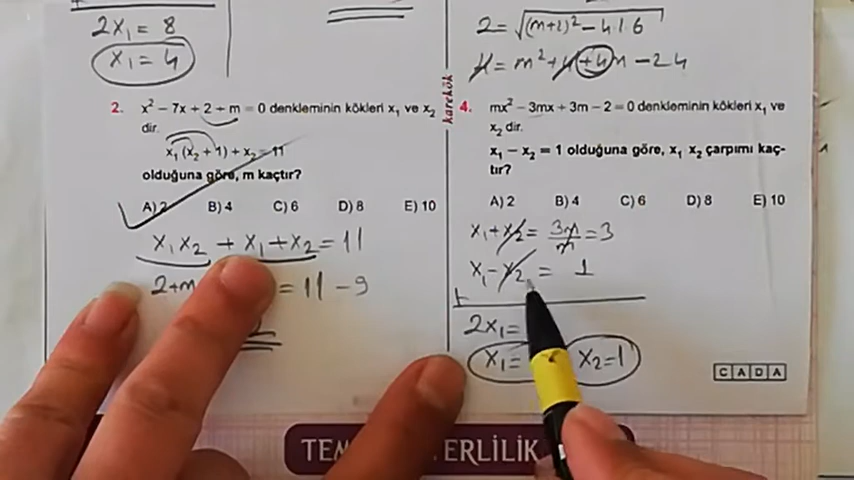 2x₁ = 8
x₁ = 4
2 = √(m+2)² − 4.1.6
4 = m² + 4 + 4m − 24
2. x² − 7x + 2 + m = 0 denkleminin kökleri x₁ ve x₂
dir.
x₁ (x₂ + 1) + x₂ = 11
olduğuna göre, m kaçtır?
A) 2 B) 4 C) 6 D) 8 E) 10
x₁x₂ + x₁ + x₂ = 11
2+m = 11 − 9
karekök
4. mx² − 3mx + 3m − 2 = 0 denkleminin kökleri x₁ ve
x₂ dir.
x₁ − x₂ = 1 olduğuna göre, x₁ x₂ çarpımı kaç-
tır?
A) 2 B) 4 C) 6 D) 8 E) 10
x₁ + x₂ = 3m/m = 3
x₁ − x₂ = 1
+
2x₁ =
x₁ = x₂ = 1
C A D A
TEM ERLİLİK